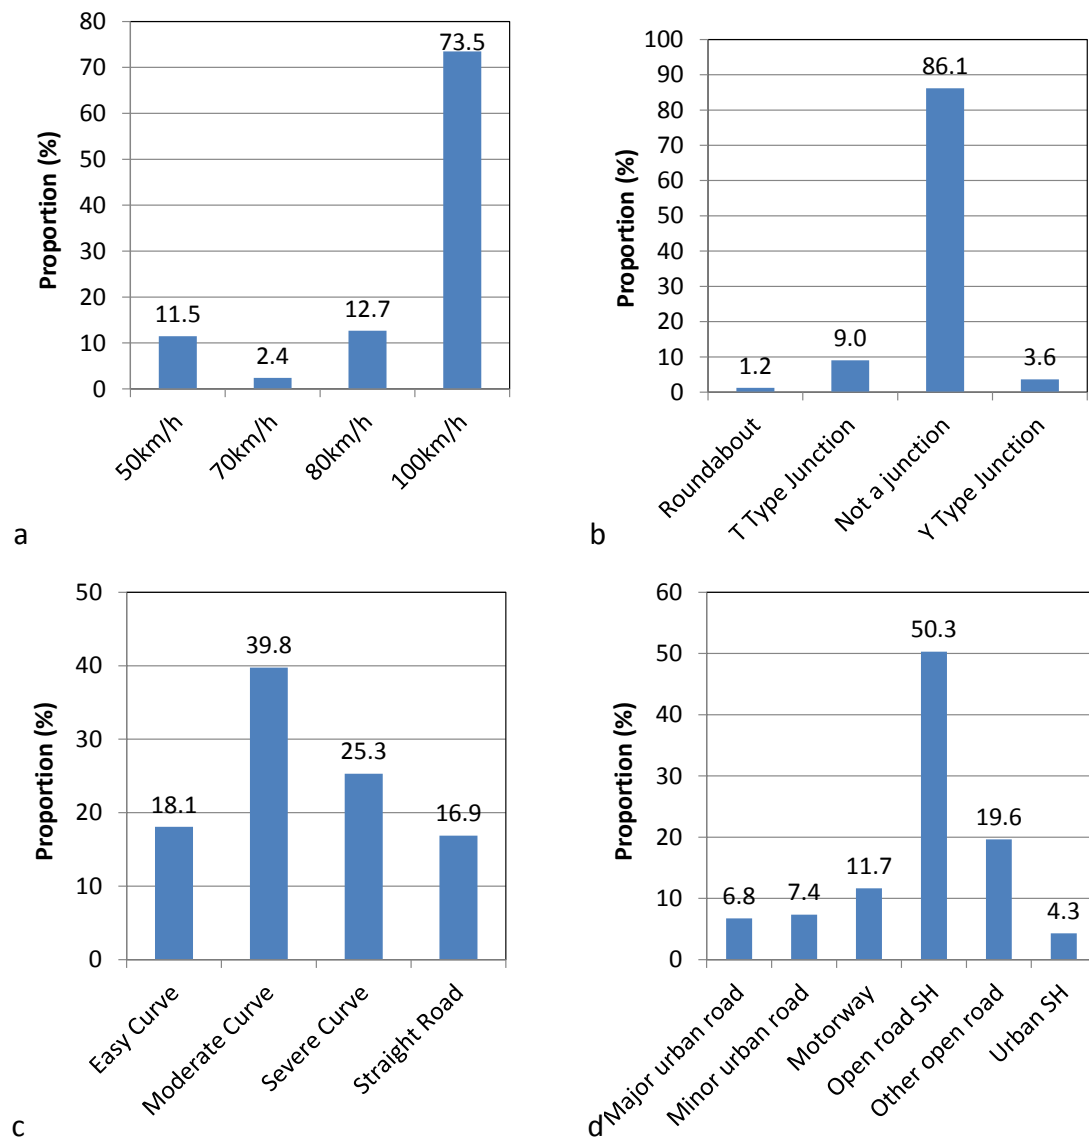 80
70
60
50
40
30
20
10
0
Proportion (%)
11.5
2.4
12.7
73.5
50km/h
70km/h
80km/h
100km/h
a
100
90
80
70
60
50
40
30
20
10
0
Proportion (%)
1.2
9.0
86.1
3.6
Roundabout
T Type Junction
Not a junction
Y Type Junction
b
50
40
30
20
10
0
Proportion (%)
18.1
39.8
25.3
16.9
Easy Curve
Moderate Curve
Severe Curve
Straight Road
c
60
50
40
30
20
10
0
Proportion (%)
6.8
7.4
11.7
50.3
19.6
4.3
Major urban road
Minor urban road
Motorway
Open road SH
Other open road
Urban SH
d